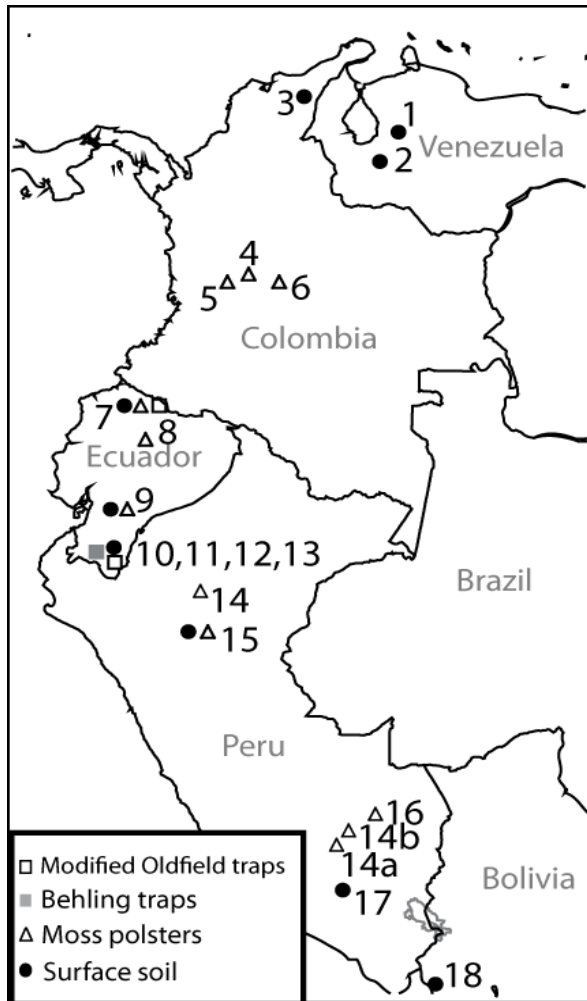 1
3
Venezuela
2
4
5
6
Colombia
7
8
Ecuador
9
10,11,12,13
14
Brazil
15
Peru
16
14b
14a
Bolivia
17
18
Modified Oldfield traps
Behling traps
Moss polsters
Surface soil